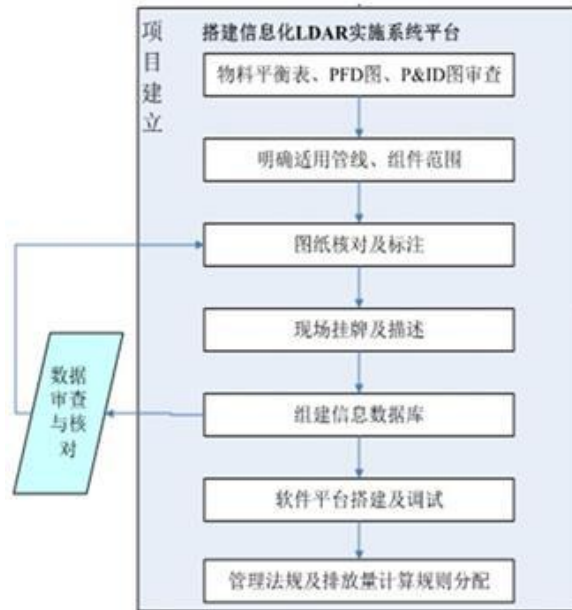 项
目
建
立
搭建信息化LDAR实施系统平台
物料平衡表、PFD图、P&ID图审查
明确适用管线、组件范围
图纸核对及标注
现场挂牌及描述
组建信息数据库
数据
审查
与核
对
软件平台搭建及调试
管理法规及排放量计算规则分配